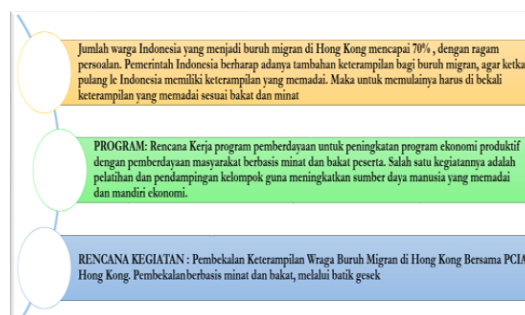 Jumlah warga Indonesia yang menjadi buruh migran di Hong Kong mencapai 70% , dengan ragam
persoalan. Pemerintah Indonesia berharap adanya tambahan keterampilan bagi buruh migran, agar ketka
pulang le Indonesia memiliki keterampilan yang memadai. Maka untuk memulainya harus di bekali
keterampilan yang memadai sesuai bakat dan minat
PROGRAM: Rencana Kerja program pemberdayaan untuk peningkatan program ekonomi produktif
dengan pemberdayaan masyarakat berbasis minat dan bakat peserta. Salah satu kegiatannya adalah
pelatihan dan pendampingan kelompok guna meningkatkan sumber daya manusia yang memadai
dan mandiri ekonomi.
RENCANA KEGIATAN : Pembekalan Keterampilan Wraga Buruh Migran di Hong Kong Bersama PCIA
Hong Kong. Pembekalan berbasis minat dan bakat, melalui batik gesek